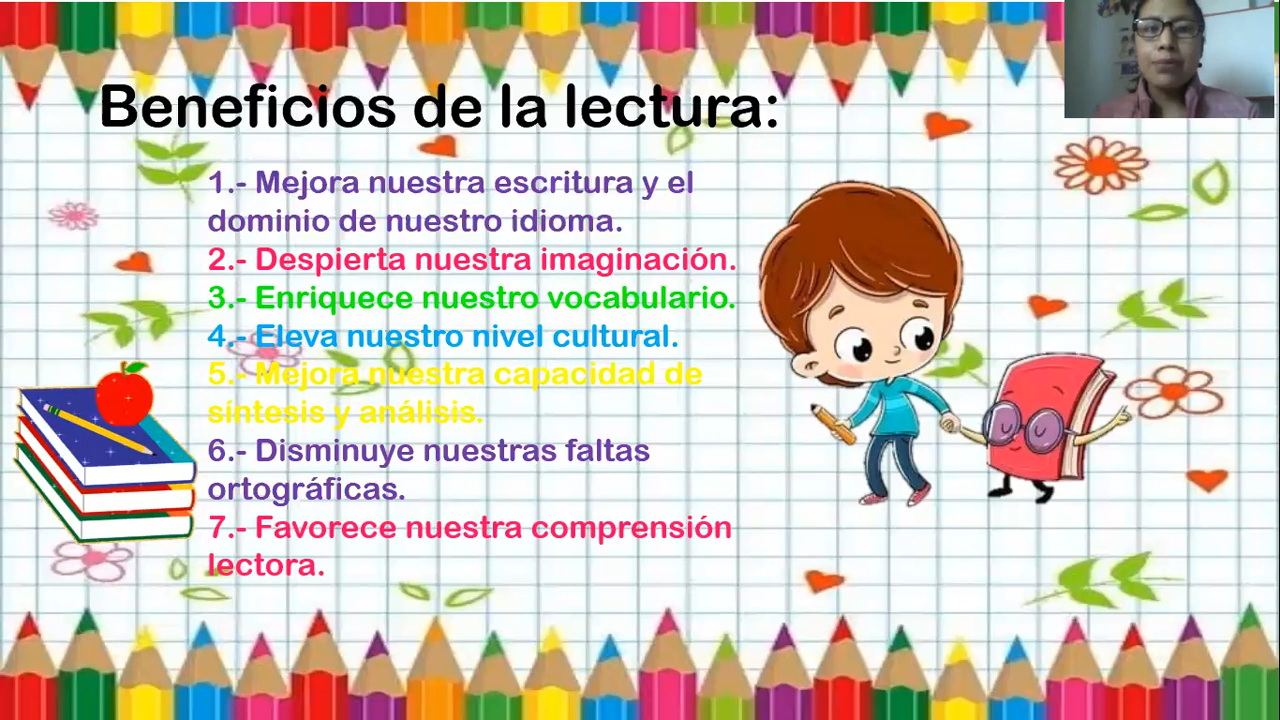 Beneficios de la lectura:
1.- Mejora nuestra escritura y el
dominio de nuestro idioma.
2.- Despierta nuestra imaginación.
3.- Enriquece nuestro vocabulario.
4.- Eleva nuestro nivel cultural.
5.- Mejora nuestra capacidad de
síntesis y análisis.
6.- Disminuye nuestras faltas
ortográficas.
7.- Favorece nuestra comprensión
lectora.